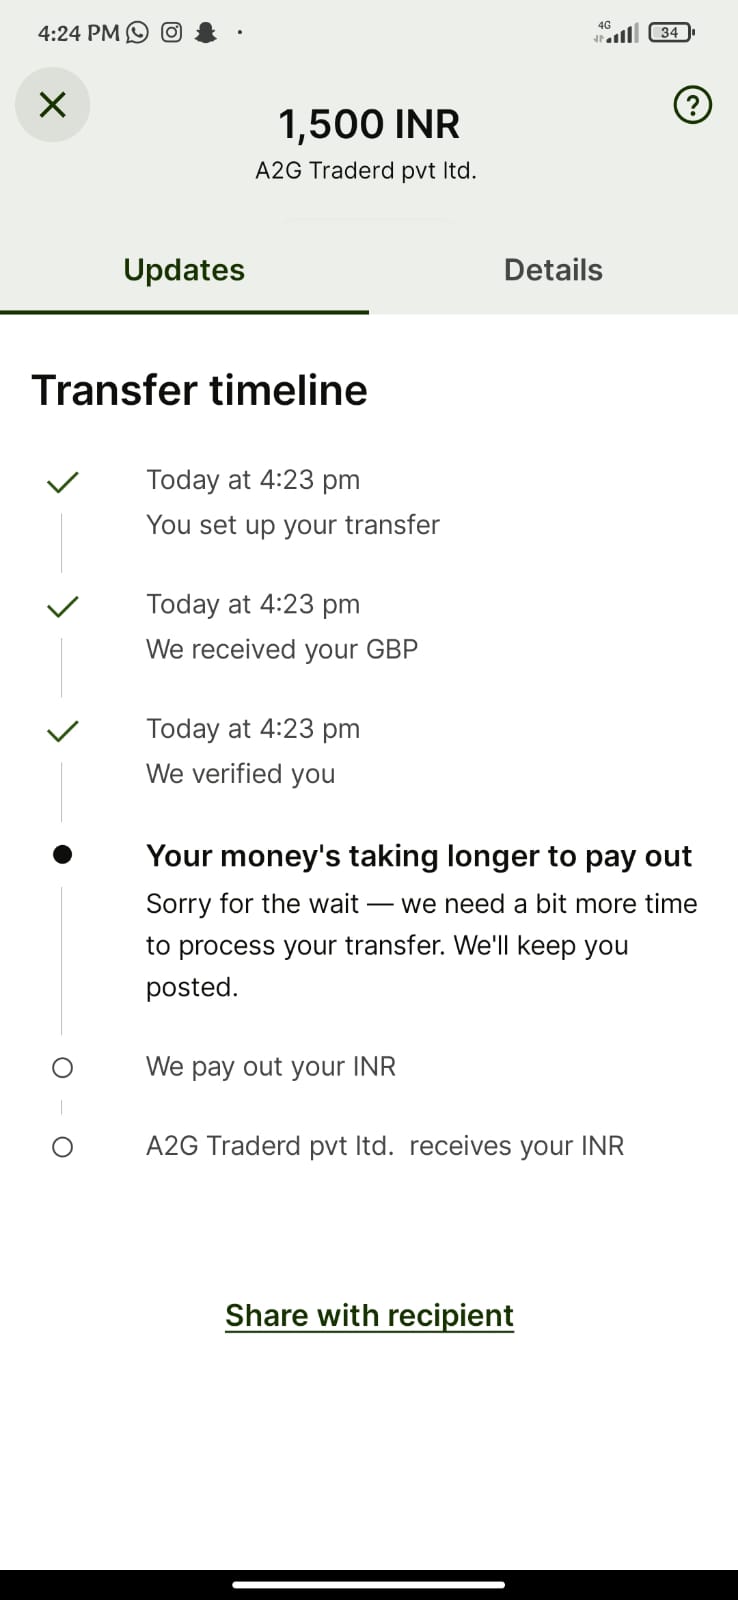 4:24 PM
4G
34
1,500 INR
A2G Traderd pvt ltd.
Updates
Details
Transfer timeline
Today at 4:23 pm
You set up your transfer
Today at 4:23 pm
We received your GBP
Today at 4:23 pm
We verified you
Your money's taking longer to pay out
Sorry for the wait — we need a bit more time
to process your transfer. We'll keep you
posted.
We pay out your INR
A2G Traderd pvt ltd.  receives your INR
Share with recipient